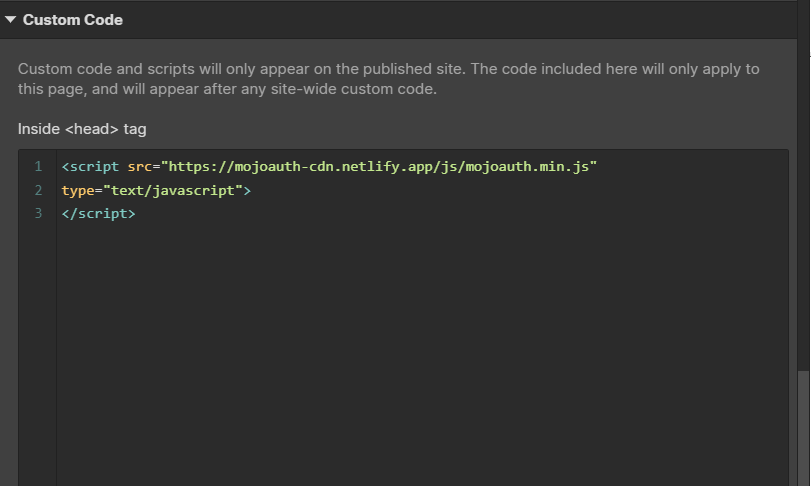 Custom Code
Custom code and scripts will only appear on the published site. The code included here will only apply to
this page, and will appear after any site-wide custom code.
Inside <head> tag
1 <script src="https://mojoauth-cdn.netlify.app/js/mojoauth.min.js"
2 type="text/javascript">
3 </script>